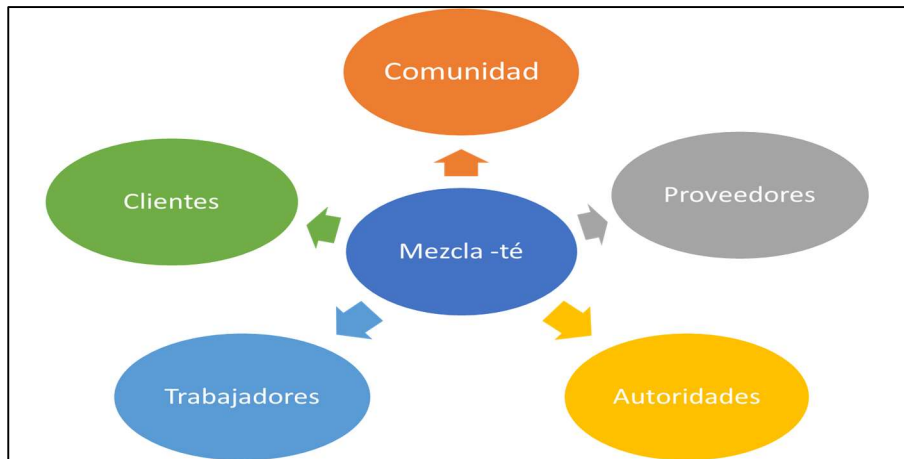 Comunidad
Clientes
Proveedores
Mezcla -té
Trabajadores
Autoridades